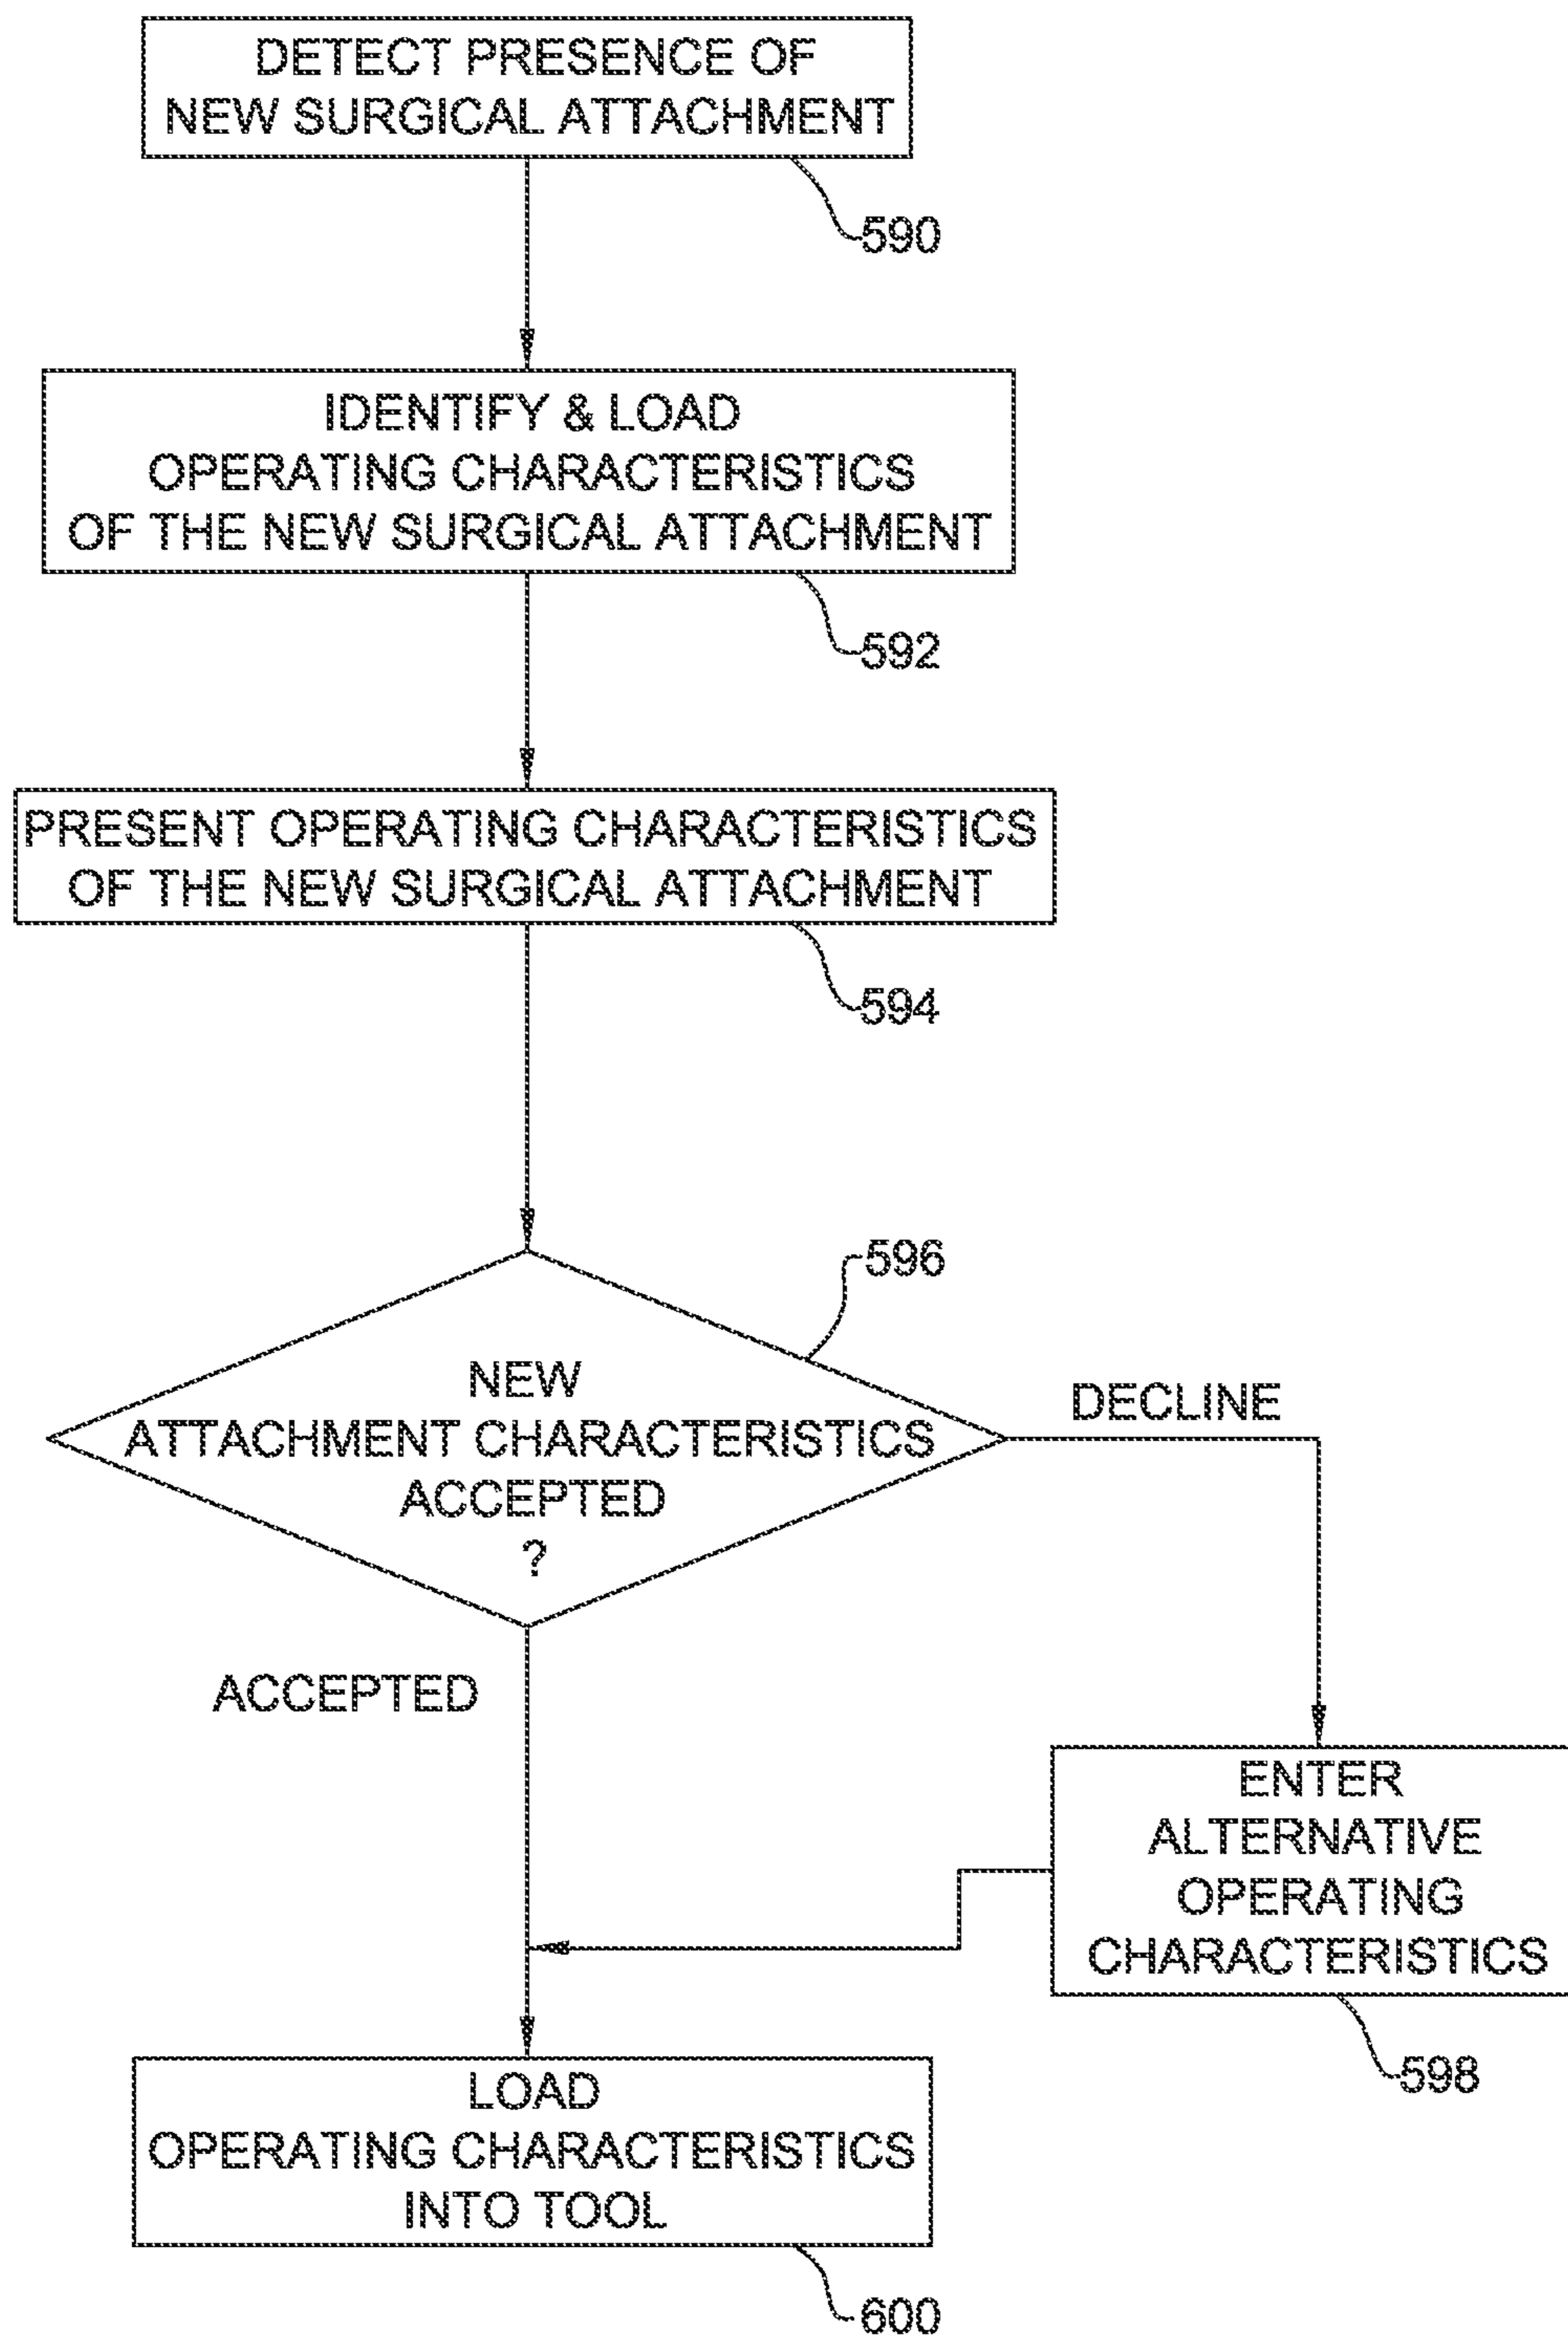 DETECT PRESENCE OF
NEW SURGICAL ATTACHMENT
590
IDENTIFY & LOAD
OPERATING CHARACTERISTICS
OF THE NEW SURGICAL ATTACHMENT
592
PRESENT OPERATING CHARACTERISTICS
OF THE NEW SURGICAL ATTACHMENT
594
596
NEW
ATTACHMENT CHARACTERISTICS
ACCEPTED
?
DECLINE
ACCEPTED
ENTER
ALTERNATIVE
OPERATING
CHARACTERISTICS
598
LOAD
OPERATING CHARACTERISTICS
INTO TOOL
600